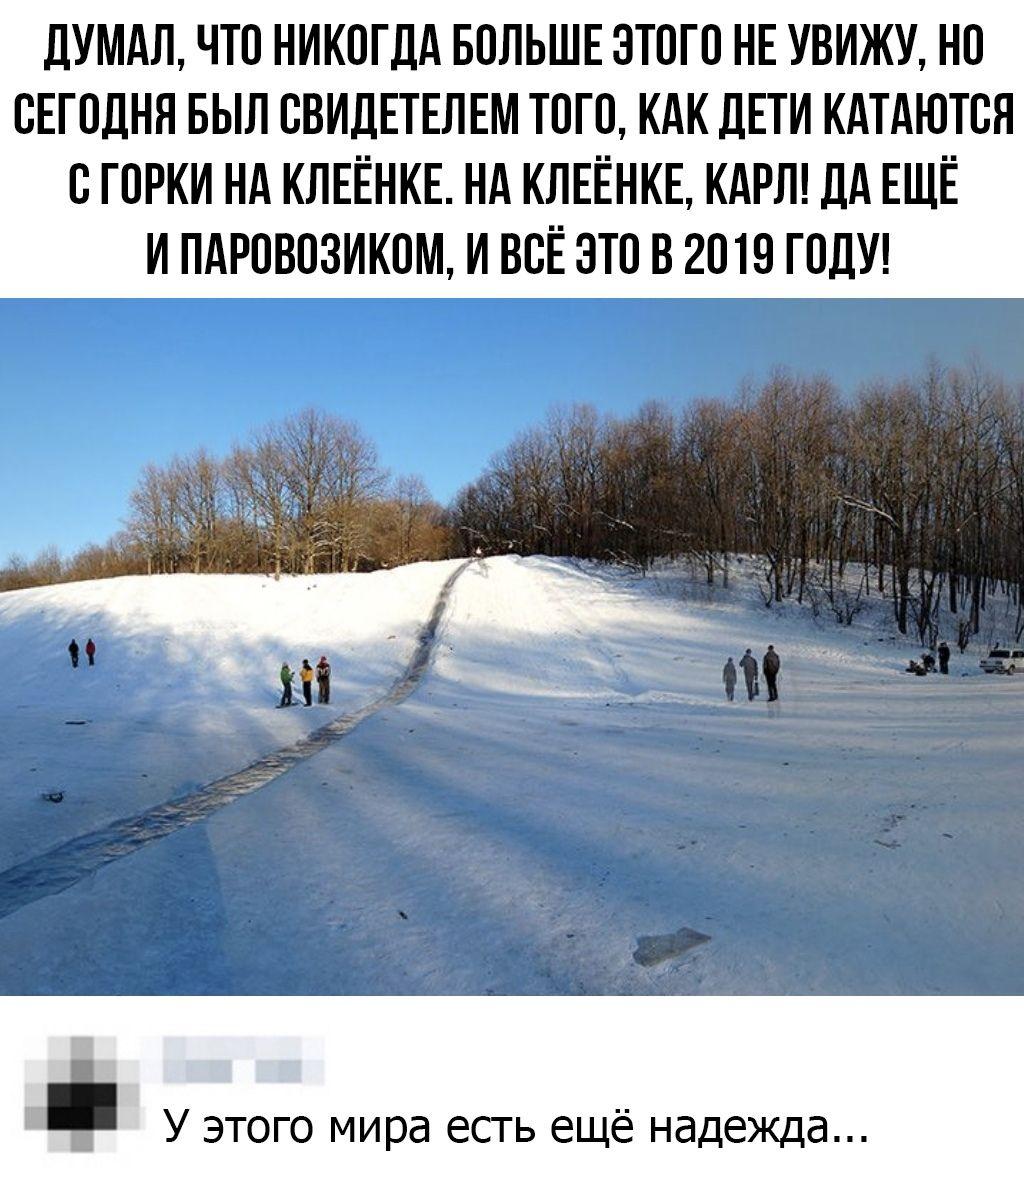 ДУМАЛ, ЧТО НИКОГДА БОЛЬШЕ ЭТОГО НЕ УВИЖУ, НО
СЕГОДНЯ БЫЛ СВИДЕТЕЛЕМ ТОГО, КАК ДЕТИ КАТАЮТСЯ
С ГОРКИ НА КЛЕЁНКЕ. НА КЛЕЁНКЕ, КАРЛ! ДА ЕЩЁ
И ПАРОВОЗИКОМ, И ВСЁ ЭТО В 2019 ГОДУ!
У этого мира есть ещё надежда...